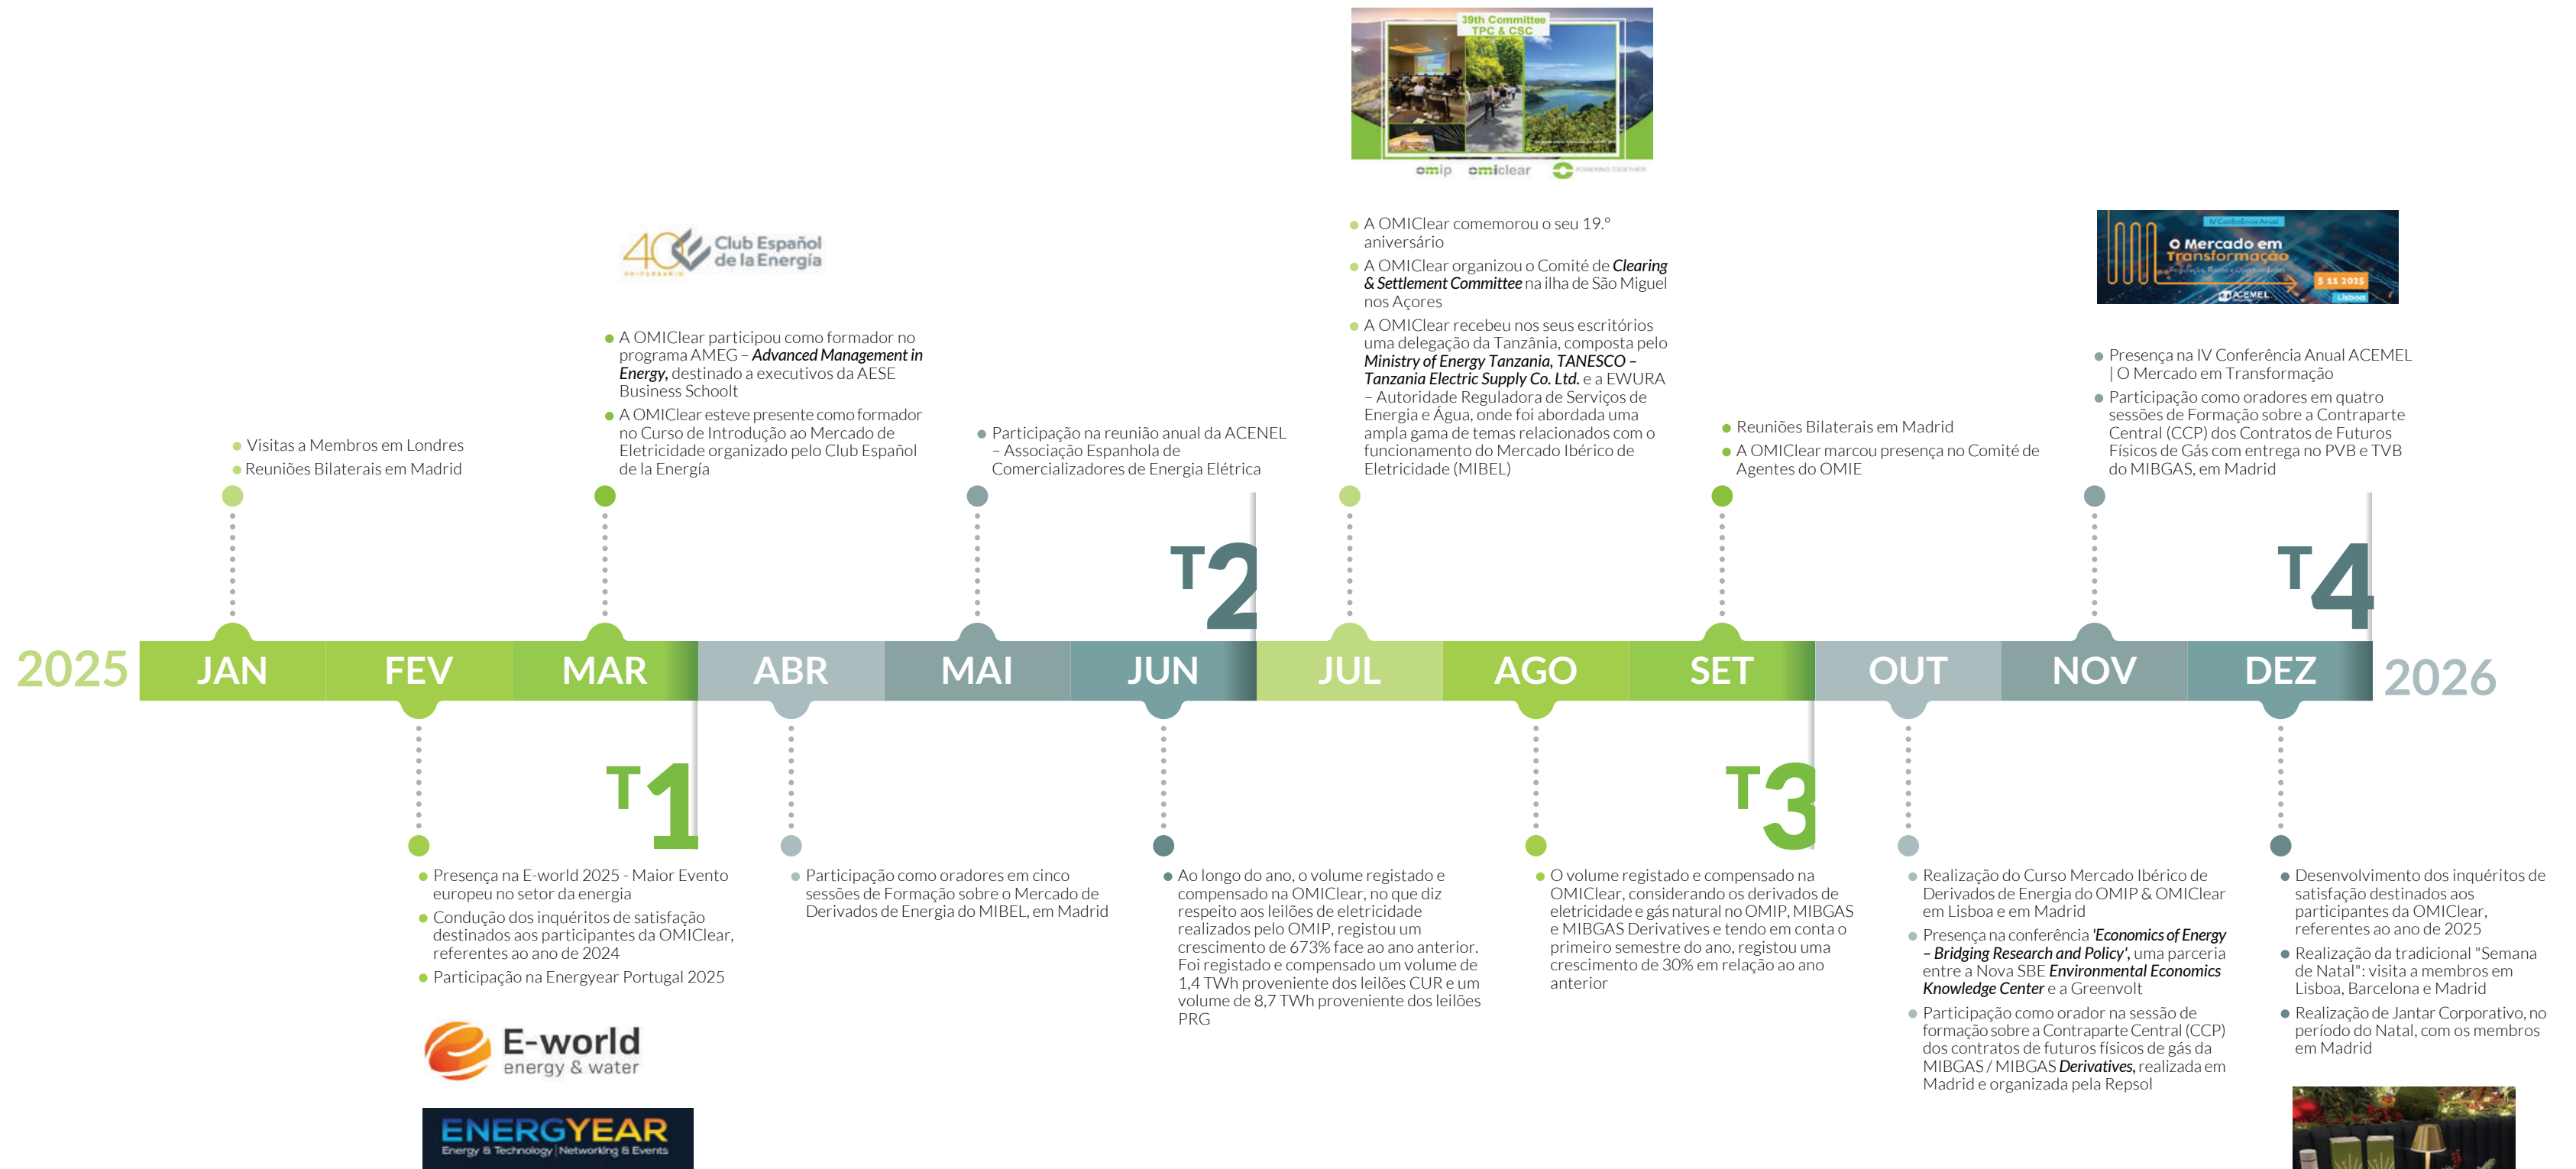 39th Committee
TPC & CSC
omip omiclear
40 Club Español
de la Energía
IV Conferência Anual
O Mercado em
Transformação
5 11 2025
ACEMEL
Lisboa
Visitas a Membros em Londres
Reuniões Bilaterais em Madrid
A OMIClear participou como formador no
programa AMEG – Advanced Management in
Energy, destinado a executivos da AESE
Business Schoolt
A OMIClear esteve presente como formador
no Curso de Introdução ao Mercado de
Eletricidade organizado pelo Club Español
de la Energía
Participação na reunião anual da ACENEL
– Associação Espanhola de
Comercializadores de Energia Elétrica
A OMIClear comemorou o seu 19.º
aniversário
A OMIClear organizou o Comité de Clearing
& Settlement Committee na ilha de São Miguel
nos Açores
A OMIClear recebeu nos seus escritórios
uma delegação da Tanzânia, composta pelo
Ministry of Energy Tanzania, TANESCO –
Tanzania Electric Supply Co. Ltd. e a EWURA
– Autoridade Reguladora de Serviços de
Energia e Água, onde foi abordada uma
ampla gama de temas relacionados com o
funcionamento do Mercado Ibérico de
Eletricidade (MIBEL)
Reuniões Bilaterais em Madrid
A OMIClear marcou presença no Comité de
Agentes do OMIE
Presença na IV Conferência Anual ACEMEL
| O Mercado em Transformação
Participação como oradores em quatro
sessões de Formação sobre a Contraparte
Central (CCP) dos Contratos de Futuros
Físicos de Gás com entrega no PVB e TVB
do MIBGAS, em Madrid
T2
T4
2025 JAN FEV MAR ABR MAI JUN JUL AGO SET OUT NOV DEZ 2026
T1
T3
Presença na E-world 2025 - Maior Evento
europeu no setor da energia
Condução dos inquéritos de satisfação
destinados aos participantes da OMIClear,
referentes ao ano de 2024
Participação na Energyear Portugal 2025
E-world
energy & water
ENERGYEAR
Energy & Technology | Networking & Events
Participação como oradores em cinco
sessões de Formação sobre o Mercado de
Derivados de Energia do MIBEL, em Madrid
Ao longo do ano, o volume registado e
compensado na OMIClear, no que diz
respeito aos leilões de eletricidade
realizados pelo OMIP, registou um
crescimento de 673% face ao ano anterior.
Foi registado e compensado um volume de
1,4 TWh proveniente dos leilões CUR e um
volume de 8,7 TWh proveniente dos leilões
PRG
O volume registado e compensado na
OMIClear, considerando os derivados de
eletricidade e gás natural no OMIP, MIBGAS
e MIBGAS Derivatives e tendo em conta o
primeiro semestre do ano, registou uma
crescimento de 30% em relação ao ano
anterior
Realização do Curso Mercado Ibérico de
Derivados de Energia do OMIP & OMIClear
em Lisboa e em Madrid
Presença na conferência 'Economics of Energy
– Bridging Research and Policy', uma parceria
entre a Nova SBE Environmental Economics
Knowledge Center e a Greenvolt
Participação como orador na sessão de
formação sobre a Contraparte Central (CCP)
dos contratos de futuros físicos de gás da
MIBGAS / MIBGAS Derivatives, realizada em
Madrid e organizada pela Repsol
Desenvolvimento dos inquéritos de
satisfação destinados aos
participantes da OMIClear,
referentes ao ano de 2025
Realização da tradicional "Semana
de Natal": visita a membros em
Lisboa, Barcelona e Madrid
Realização de Jantar Corporativo, no
período do Natal, com os membros
em Madrid